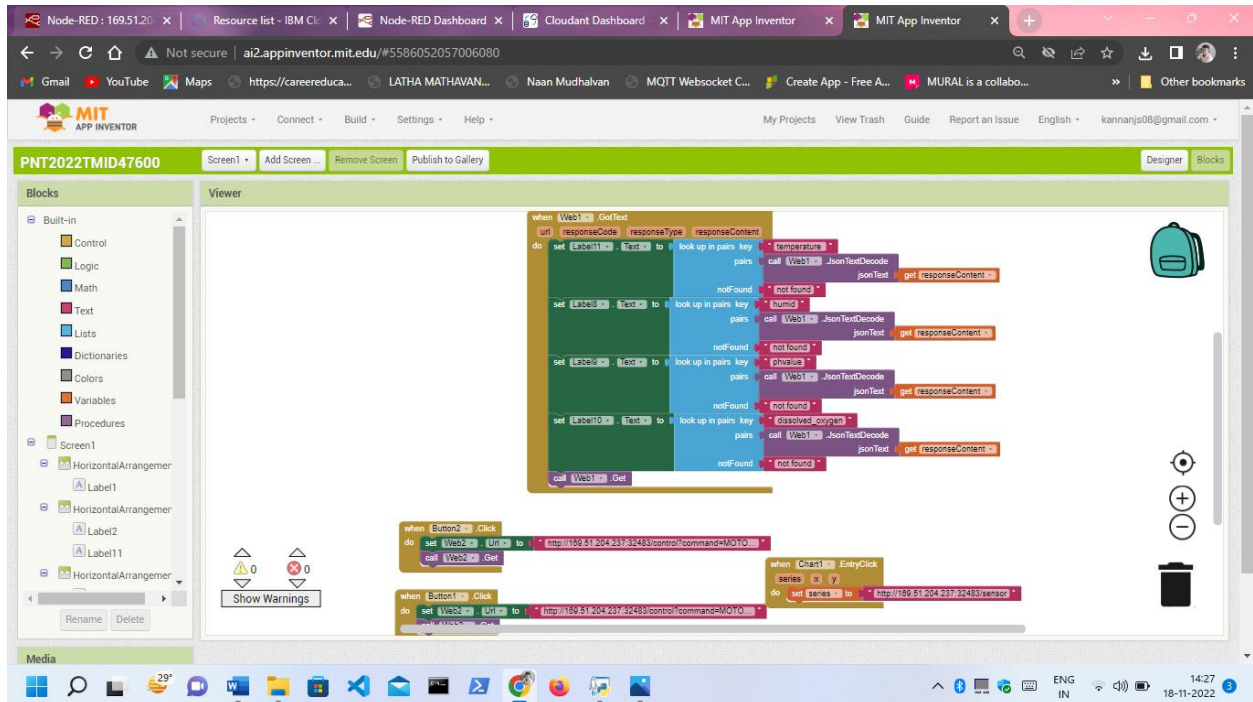 Node-RED : 169.51.20 Resource list - IBM Clo Node-RED Dashboard Cloudant Dashboard MIT App Inventor MIT App Inventor
Not secure ai2.appinventor.mit.edu/#5586052057006080
Gmail YouTube Maps https://careereduca... LATHA MATHAVAN... Naan Mudhalvan MQTT Websocket C... Create App - Free A... MURAL is a collabo... » Other bookmarks
MIT
APP INVENTOR
Projects Connect Build Settings Help My Projects View Trash Guide Report an Issue English kannanjs08@gmail.com
PNT2022TMID47600 Screen1 Add Screen ... Remove Screen Publish to Gallery Designer Blocks
Blocks Viewer
Built-in
Control
Logic
Math
Text
Lists
Dictionaries
Colors
Variables
Procedures
Screen1
HorizontalArrangemer
Label1
HorizontalArrangemer
Label2
Label11
HorizontalArrangemer
Rename Delete
Media
when Web1 .GotText
url responseCode responseType responseContent
do set Label11 . Text to look up in pairs key " temperature "
pairs call Web1 .JsonTextDecode
jsonText get responseContent
notFound " not found "
set Label8 . Text to look up in pairs key " humid "
pairs call Web1 .JsonTextDecode
jsonText get responseContent
notFound " not found "
set Label9 . Text to look up in pairs key " phvalue "
pairs call Web1 .JsonTextDecode
jsonText get responseContent
notFound " not found "
set Label10 . Text to look up in pairs key " dissolved_oxygen "
pairs call Web1 .JsonTextDecode
jsonText get responseContent
notFound " not found "
call Web1 .Get
when Button2 .Click
do set Web2 . Url to " http://169.51.204.237:32483/control?command=MOTO... "
call Web2 .Get
when Chart1 .EntryClick
series x y
do set series to " http://169.51.204.237:32483/sensor "
when Button1 .Click
do set Web2 . Url to " http://169.51.204.237:32483/control?command=MOTO... "
0 0
Show Warnings
29°
ENG
IN
14:27
18-11-2022
3